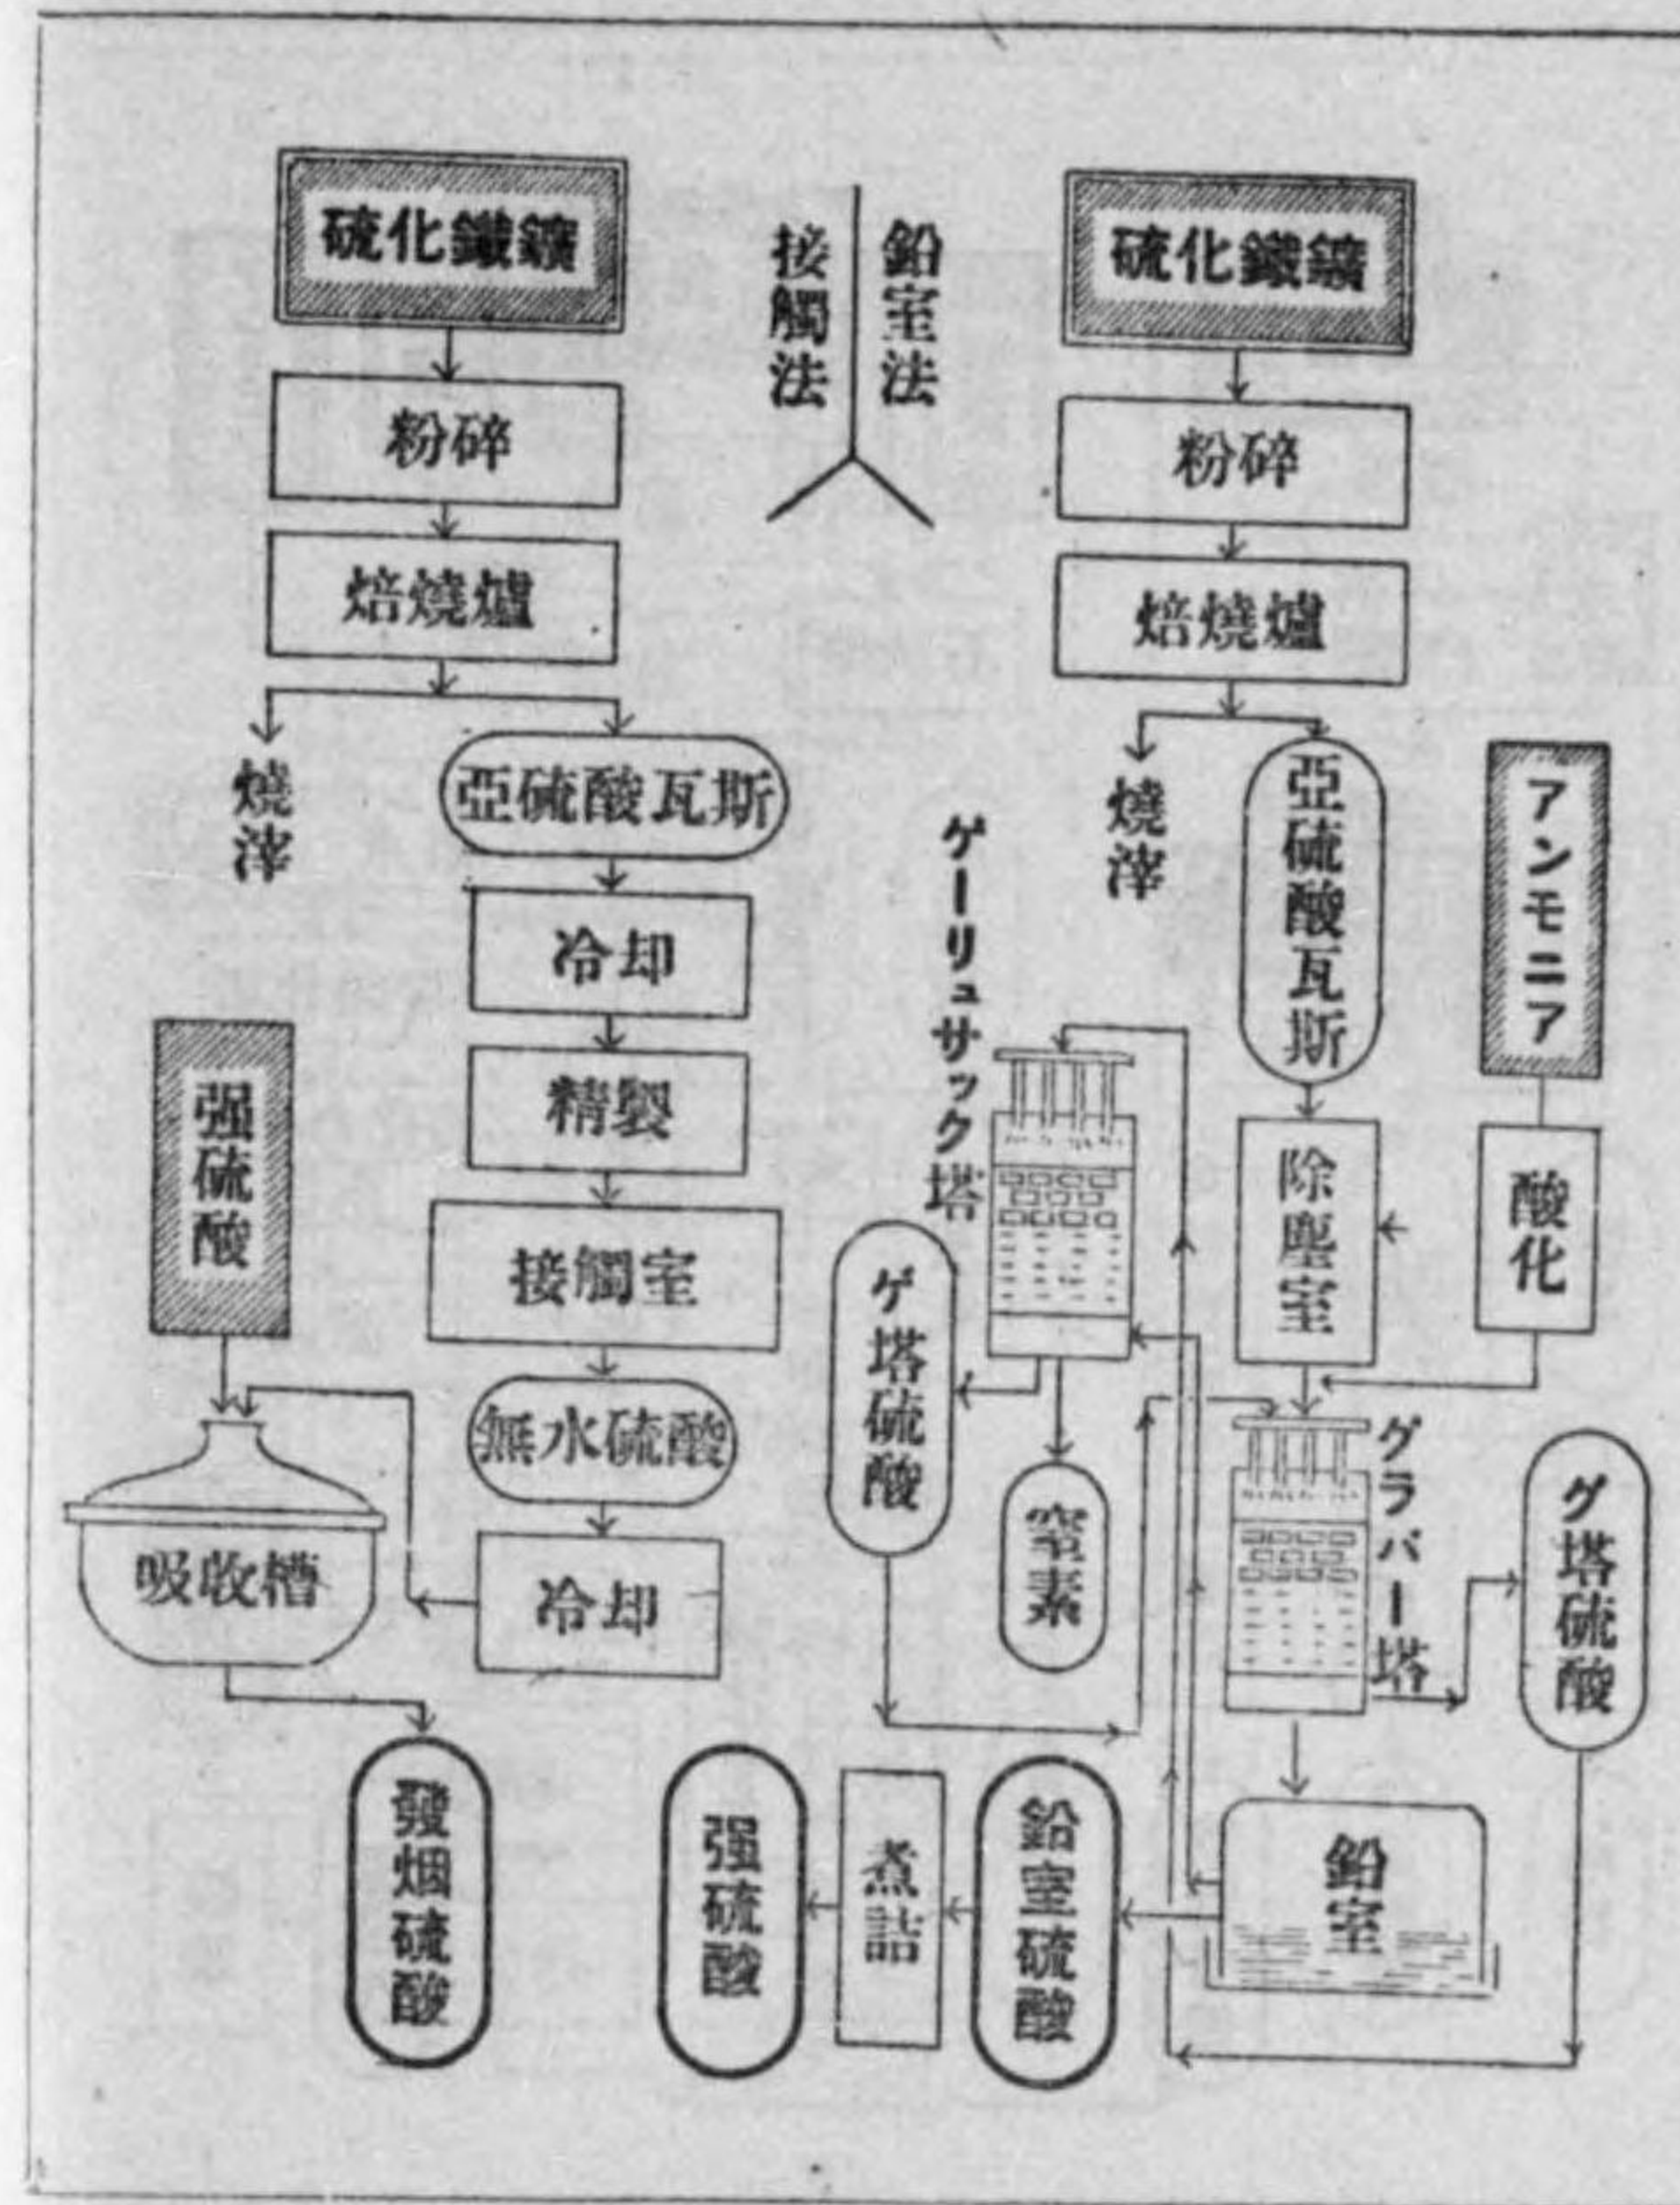 鉛室法
硫化鐵鑛
粉碎
焙燒爐
燒滓
亞硫酸瓦斯
アンモニア
酸化
除塵室
グラバー塔
グ塔硫酸
ゲーリュサック塔
ゲ塔硫酸
窒素
鉛室
鉛室硫酸
煮詰
强硫酸
接觸法
硫化鐵鑛
粉碎
焙燒爐
燒滓
亞硫酸瓦斯
冷却
精製
接觸室
無水硫酸
冷却
强硫酸
吸收槽
發烟硫酸